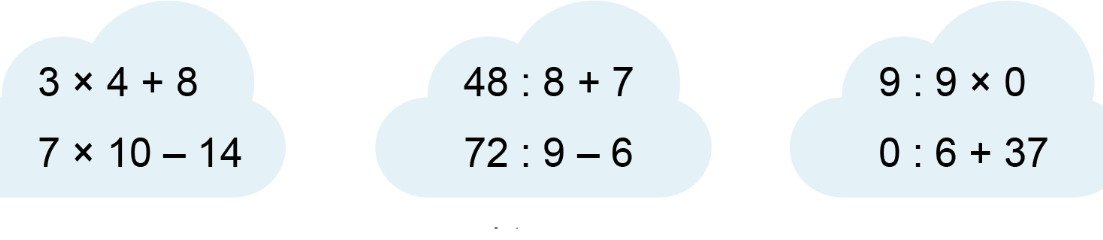 3 × 4 + 8
7 × 10 – 14
48 : 8 + 7
72 : 9 – 6
9 : 9 × 0
0 : 6 + 37